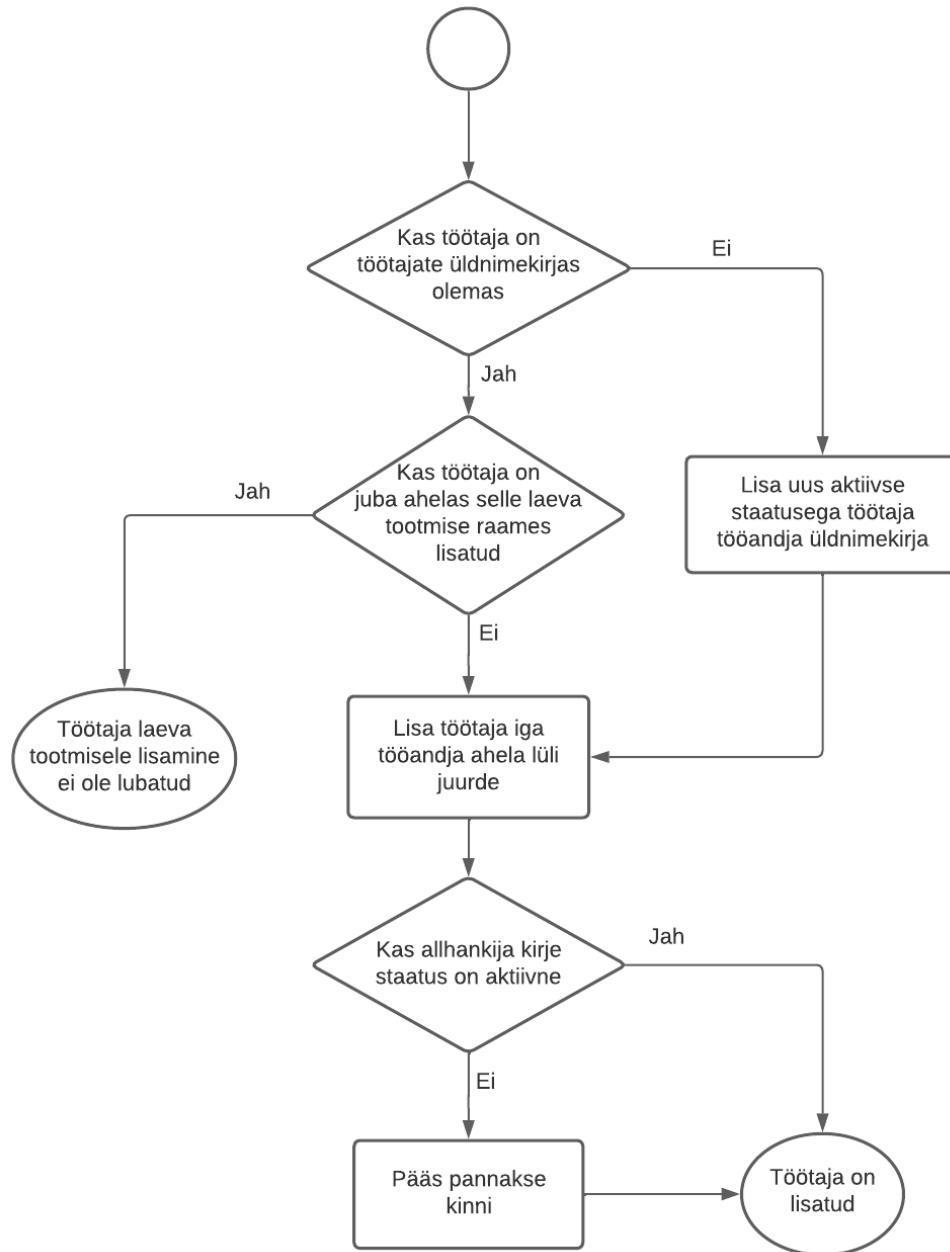 Kas töötaja on
töötajate üldnimekirjas
olemas
Ei
Jah
Kas töötaja on
juba ahelas selle laeva
tootmise raames
lisatud
Jah
Lisa uus aktiivse
staatusega töötaja
tööandja üldnimekirja
Ei
Töötaja laeva
tootmisele lisamine
ei ole lubatud
Lisa töötaja iga
tööandja ahela lüli
juurde
Kas allhankija kirje
staatus on aktiivne
Jah
Ei
Pääs pannakse
kinni
Töötaja on
lisatud